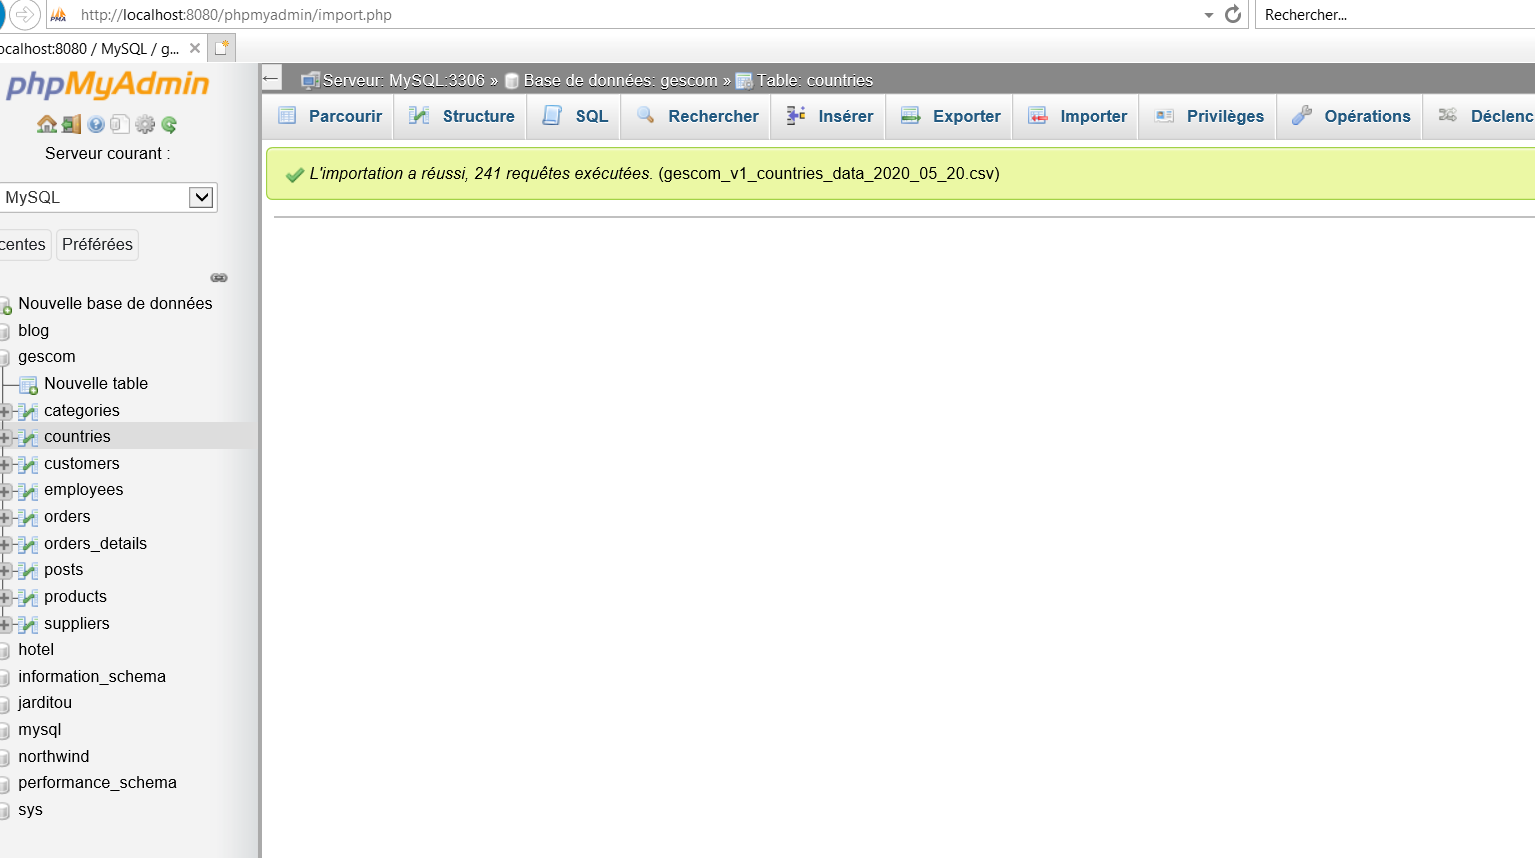 http://localhost:8080/phpmyadmin/import.php
Rechercher...
ocalhost:8080 / MySQL / g...
phpMyAdmin
Serveur courant :
MySQL
centes Préférées
Nouvelle base de données
blog
gescom
Nouvelle table
categories
countries
customers
employees
orders
orders_details
posts
products
suppliers
hotel
information_schema
jarditou
mysql
northwind
performance_schema
sys
Serveur: MySQL:3306 » Base de données: gescom » Table: countries
Parcourir Structure SQL Rechercher Insérer Exporter Importer Privilèges Opérations Déclenc
L'importation a réussi, 241 requêtes exécutées. (gescom_v1_countries_data_2020_05_20.csv)